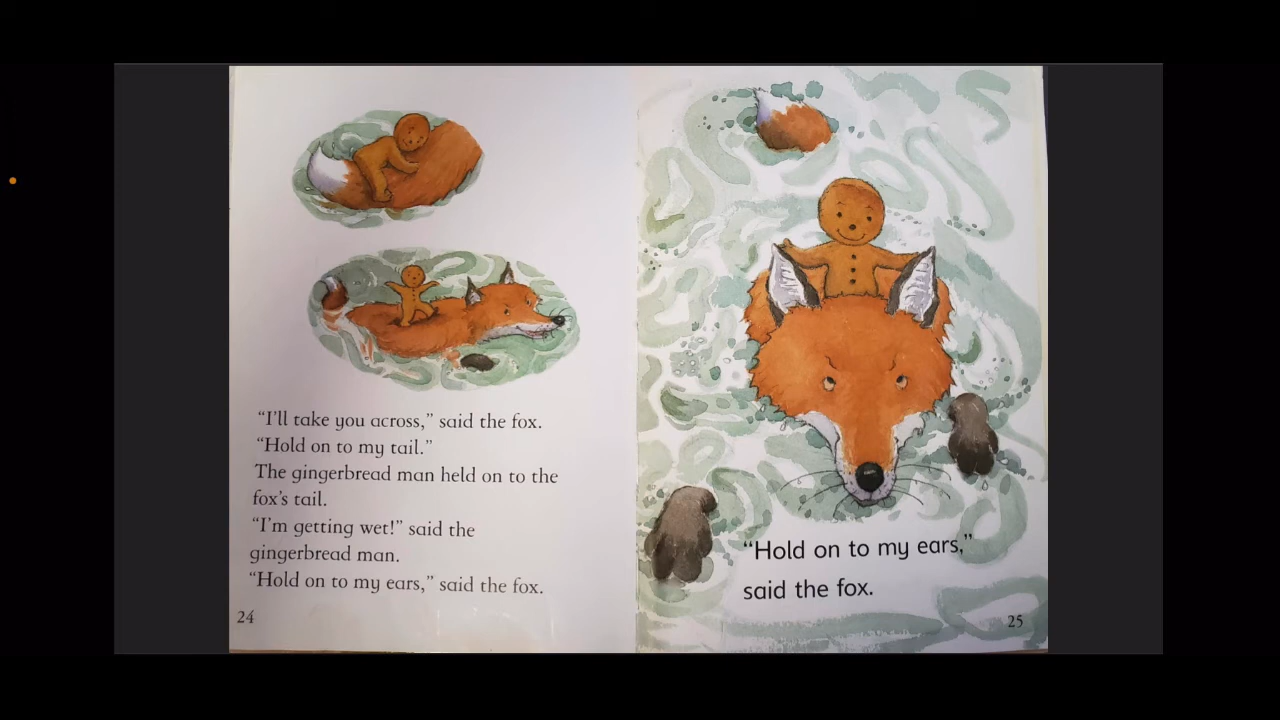 “I’ll take you across,” said the fox.
“Hold on to my tail.”
The gingerbread man held on to the
fox’s tail.
“I’m getting wet!” said the
gingerbread man.
“Hold on to my ears,” said the fox.
24
“Hold on to my ears,”
said the fox.
25